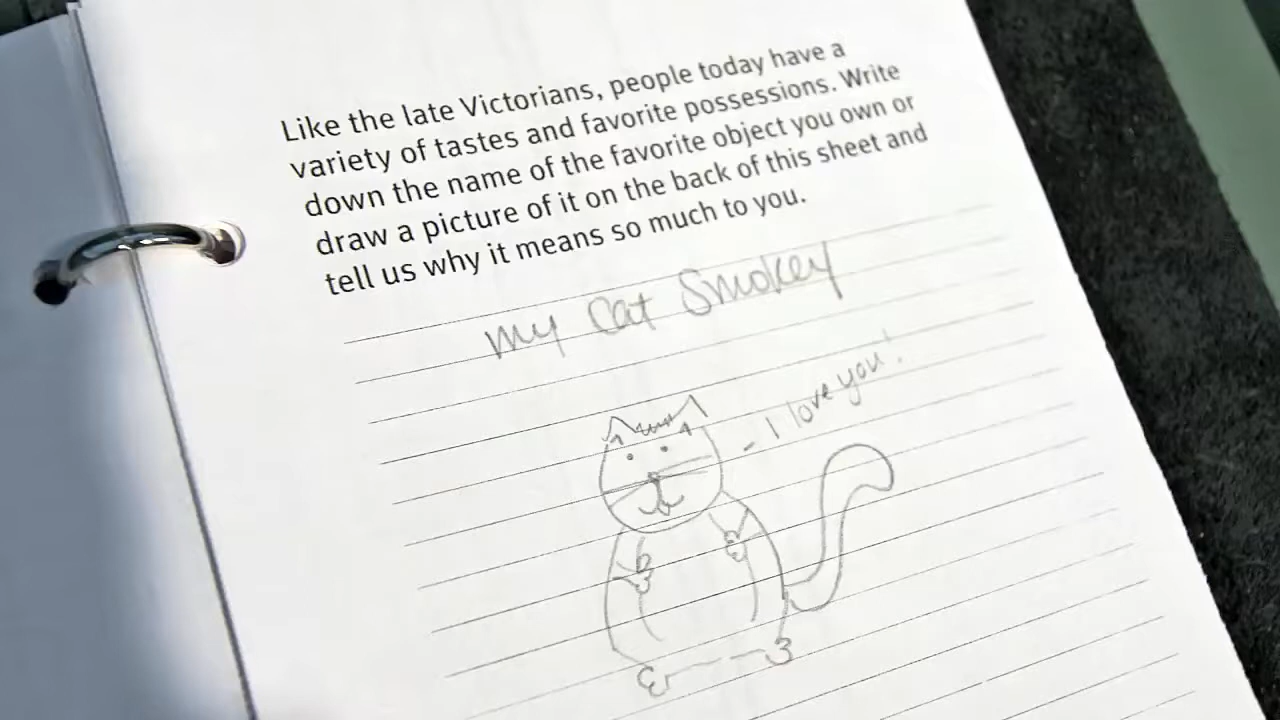 Like the late Victorians, people today have a
variety of tastes and favorite possessions. Write
down the name of the favorite object you own or
draw a picture of it on the back of this sheet and
tell us why it means so much to you.
my cat Smokey
- I love you!